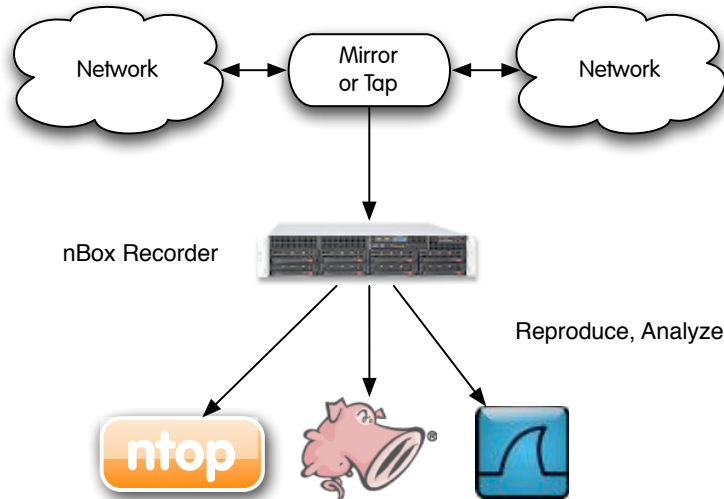 Network
Mirror
or Tap
Network
nBox Recorder
Reproduce, Analyze
ntop
®